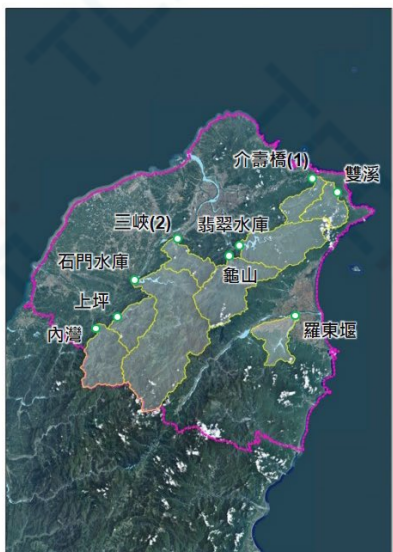 介壽橋(1)
雙溪
三峽(2)
翡翠水庫
石門水庫
龜山
上坪
內灣
羅東堰